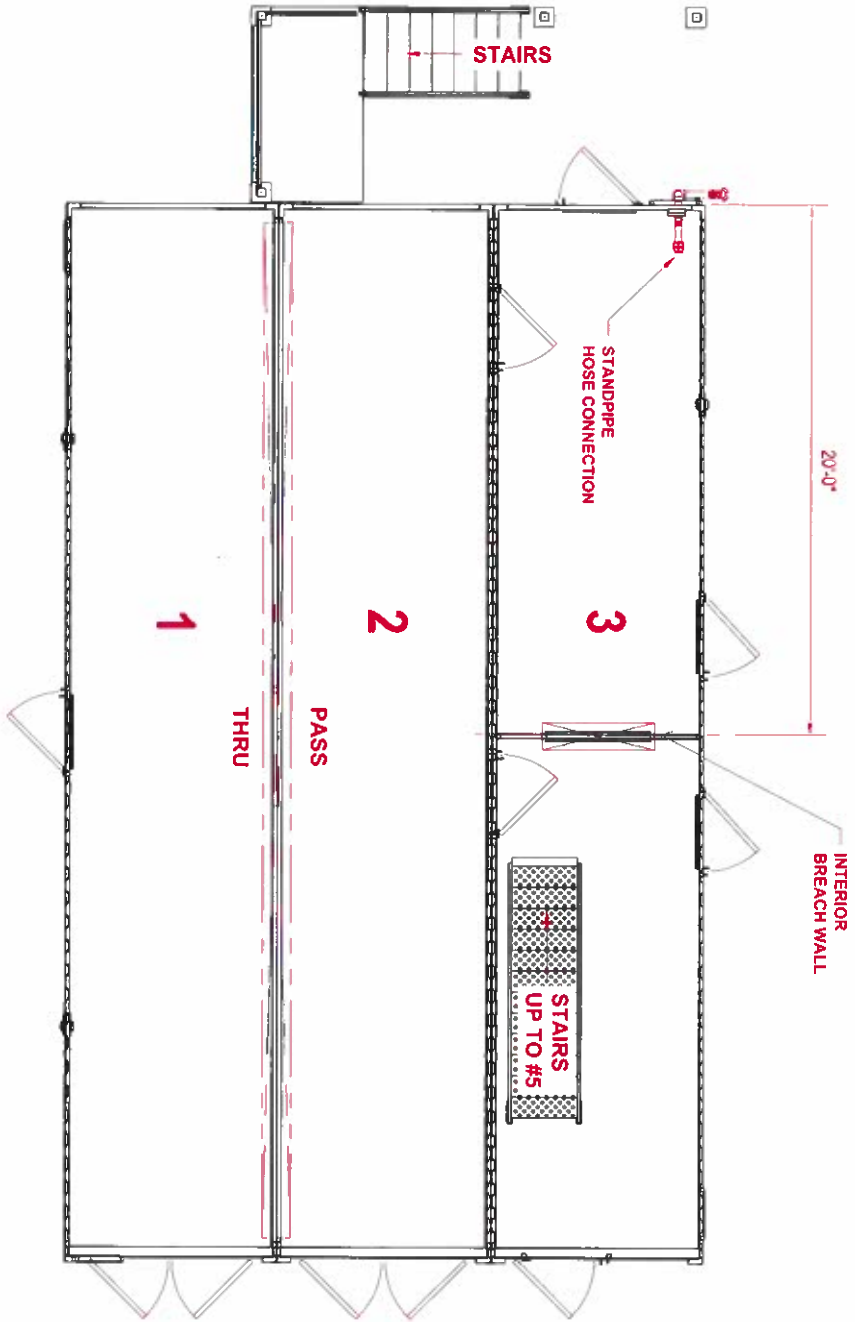 STAIRS
STANDPIPE
HOSE CONNECTION
20'-0"
3
2
1
PASS
THRU
INTERIOR
BREACH WALL
STAIRS
UP TO #5